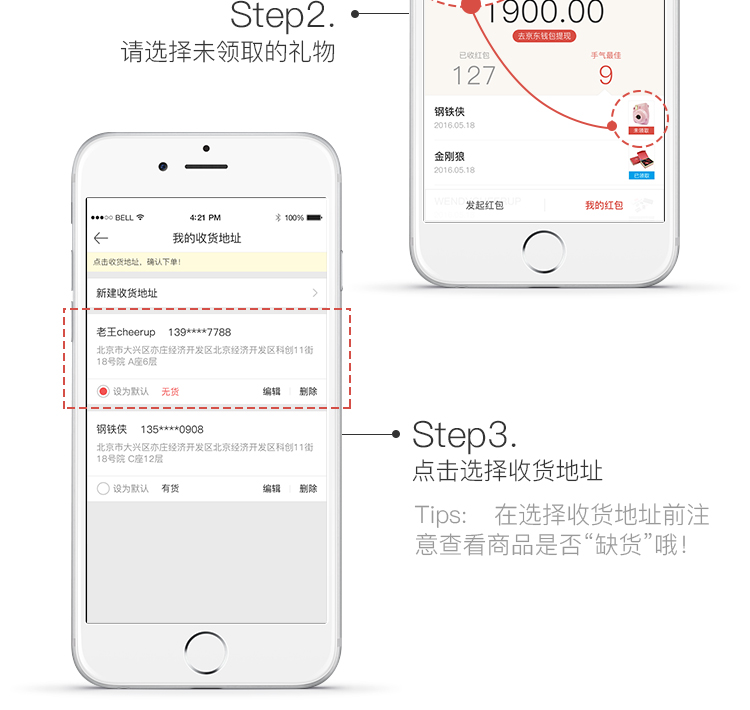 Step2.
请选择未领取的礼物
1900.00
去京东钱包提现
已收红包
手气最佳
127
9
钢铁侠
2016.05.18
未领取
金刚狼
2016.05.18
已领取
发起红包
我的红包
BELL
4:21 PM
100%
我的收货地址
点击收货地址，确认下单！
新建收货地址
老王cheerup 139****7788
北京市大兴区亦庄经济开发区北京经济开发区科创11街
18号院 A座6层
设为默认 无货 编辑 删除
钢铁侠 135****0908
北京市大兴区亦庄经济开发区北京经济开发区科创11街
18号院 C座12层
设为默认 有货 编辑 删除
Step3.
点击选择收货地址
Tips: 在选择收货地址前注
意查看商品是否“缺货”哦！